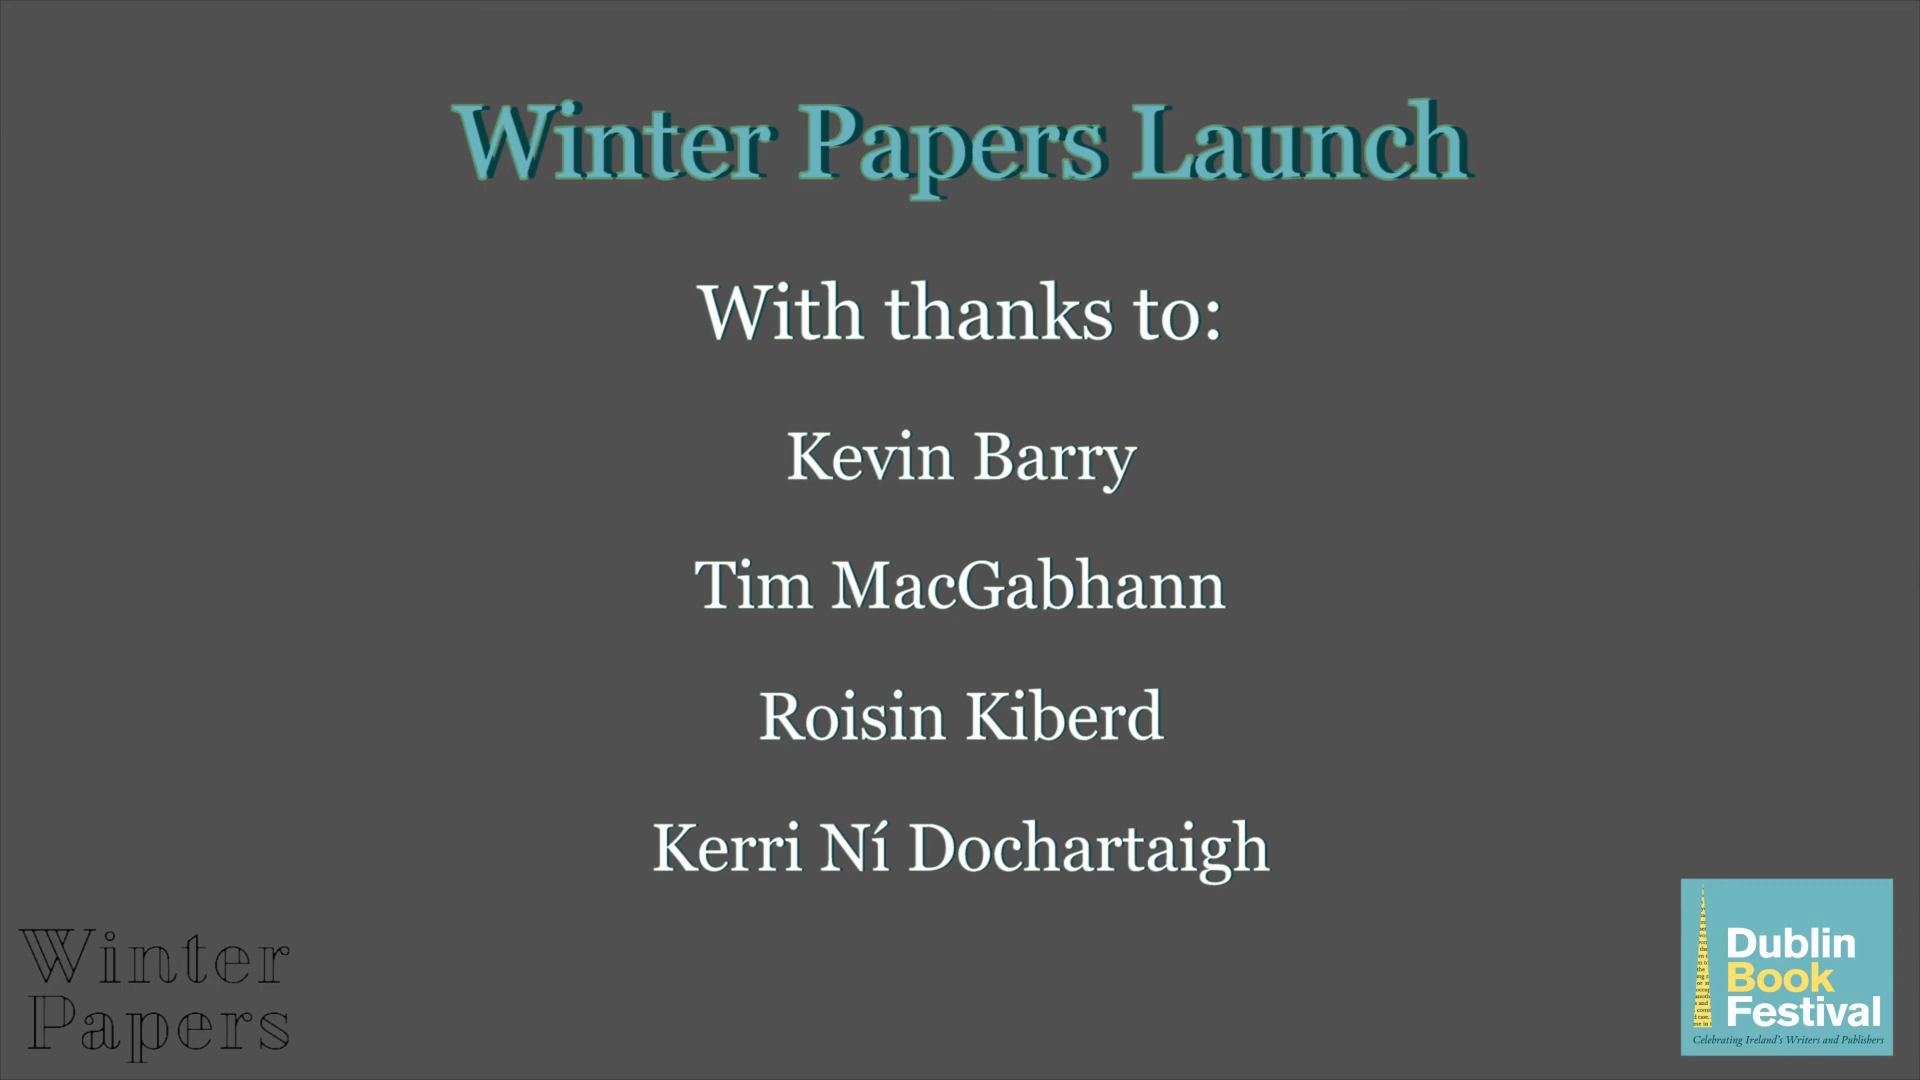 Winter Papers Launch
With thanks to:
Kevin Barry
Tim MacGabhann
Roisin Kiberd
Kerri Ní Dochartaigh
Winter
Papers
Dublin
Book
Festival
Celebrating Ireland's Writers and Publishers